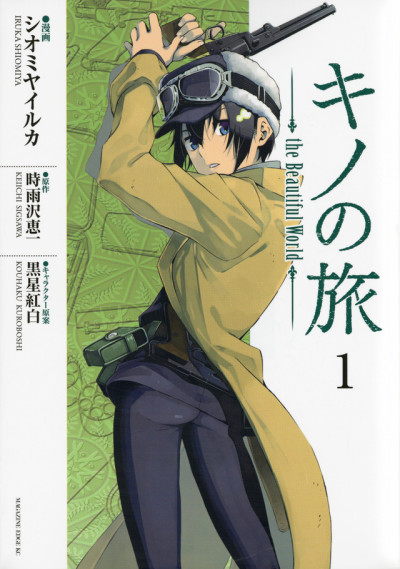 キノの旅
the Beautiful World
1
●漫画
シオミヤイルカ
IRUKA SHIOMIYA
●原作
時雨沢恵一
KEIICHI SIGSAWA
●キャラクター原案
黒星紅白
KOUHAKU KUROBOSHI
MAGAZINE EDGE KC